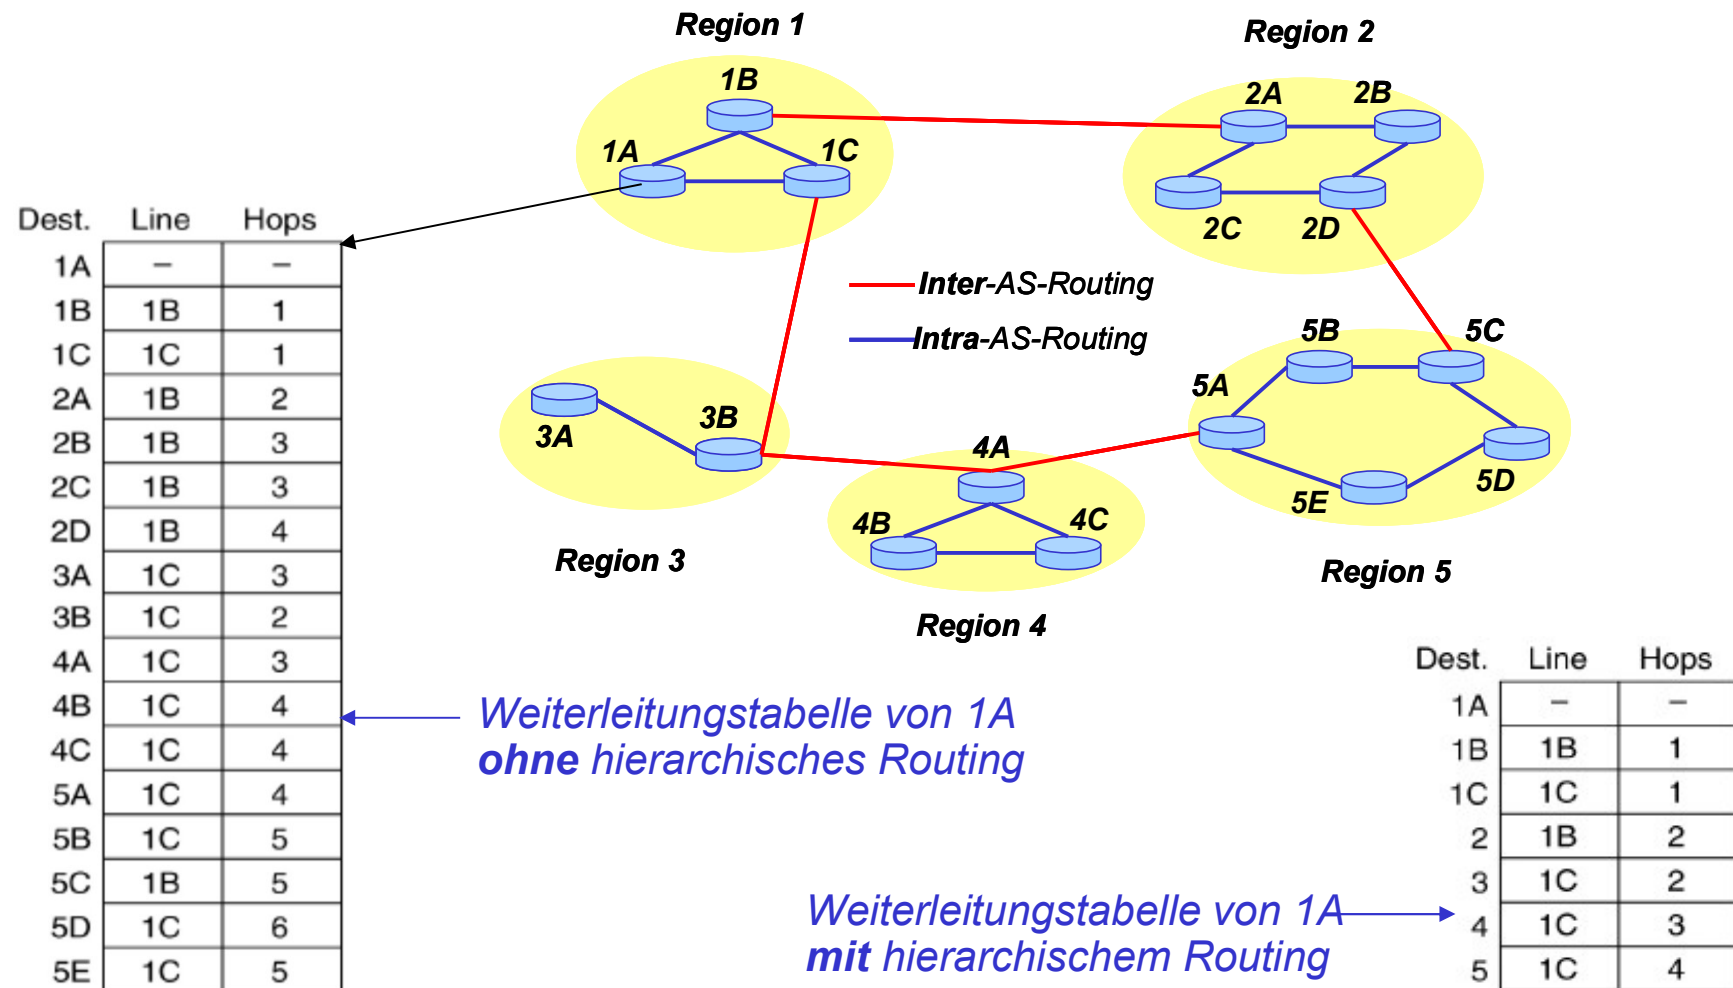 Region 1
Region 2
1B
1A
1C
2A
2B
2C
2D
Inter-AS-Routing
Intra-AS-Routing
5B
5C
5A
5D
5E
3A
3B
4A
4B
4C
Region 3
Region 4
Region 5
Dest. Line Hops
1A – –
1B 1B 1
1C 1C 1
2A 1B 2
2B 1B 3
2C 1B 3
2D 1B 4
3A 1C 3
3B 1C 2
4A 1C 3
4B 1C 4
4C 1C 4
5A 1C 4
5B 1C 5
5C 1B 5
5D 1C 6
5E 1C 5
Weiterleitungstabelle von 1A
ohne hierarchisches Routing
Dest. Line Hops
1A – –
1B 1B 1
1C 1C 1
2 1B 2
3 1C 2
4 1C 3
5 1C 4
Weiterleitungstabelle von 1A
mit hierarchischem Routing